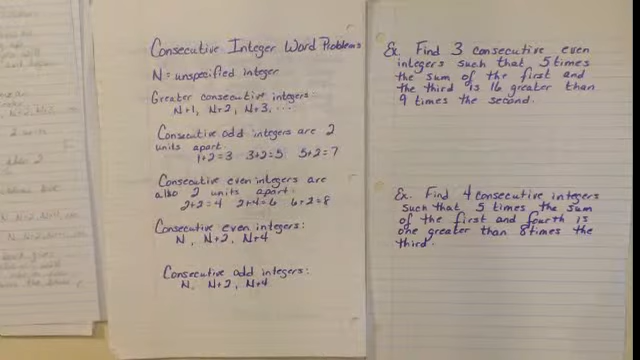 Consecutive Integer Word Problems
N = unspecified integer
Greater consecutive integers:
N+1, N+2, N+3, ...
Consecutive odd integers are 2
units apart.
1+2=3 3+2=5 5+2=7
Consecutive even integers are
also 2 units apart.
2+2=4 2+4=6 6+2=8
Consecutive even integers:
N, N+2, N+4
Consecutive odd integers:
N, N+2, N+4
Ex. Find 3 consecutive even
integers such that 5 times
the sum of the first and
the third is 16 greater than
9 times the second.
Ex. Find 4 consecutive integers
such that 5 times the sum
of the first and fourth is
one greater than 8 times the
third.